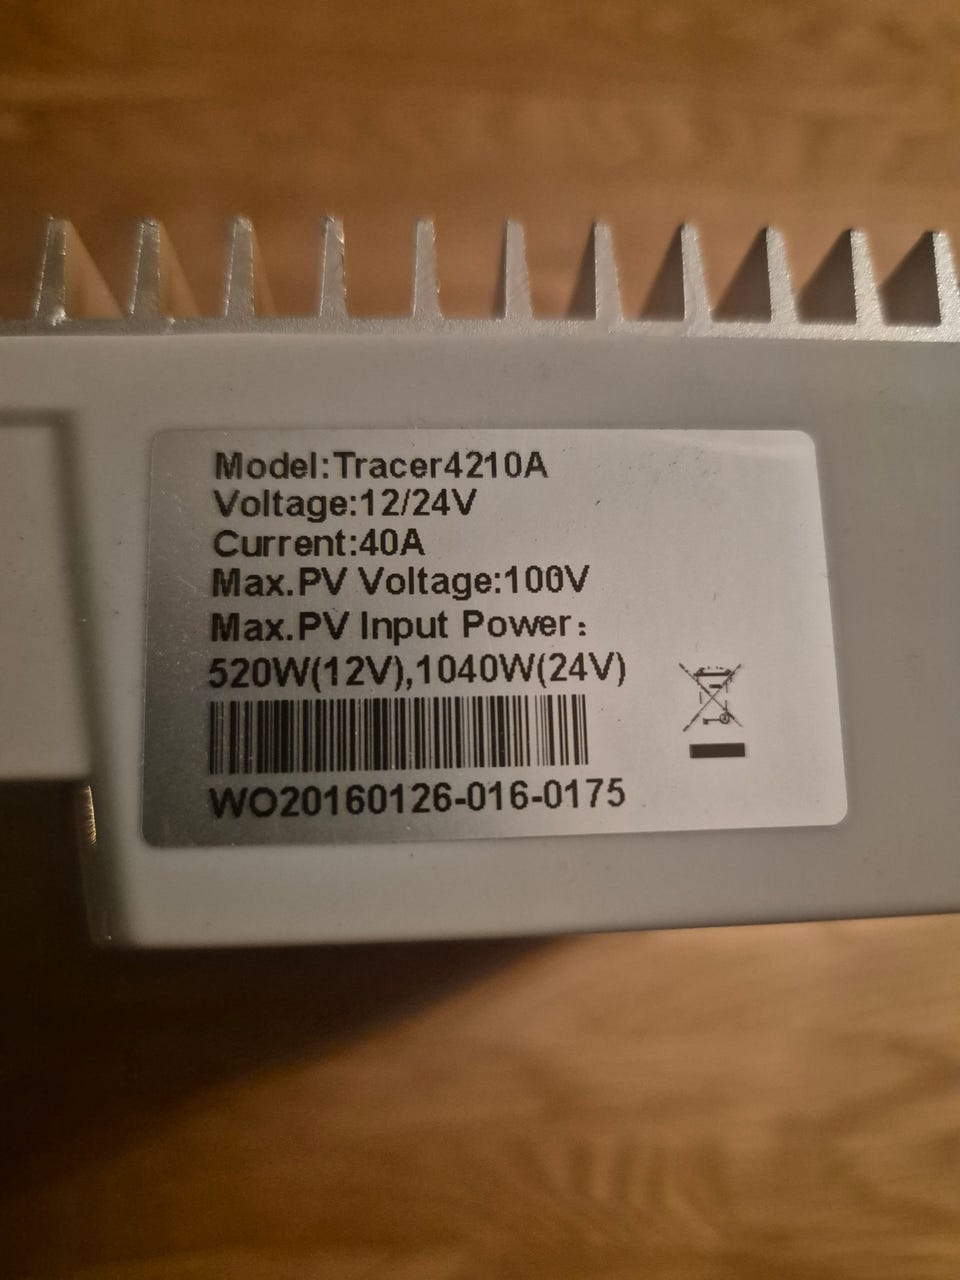 Model:Tracer4210A
Voltage:12/24V
Current:40A
Max.PV Voltage:100V
Max.PV Input Power:
520W(12V),1040W(24V)
WO20160126-016-0175